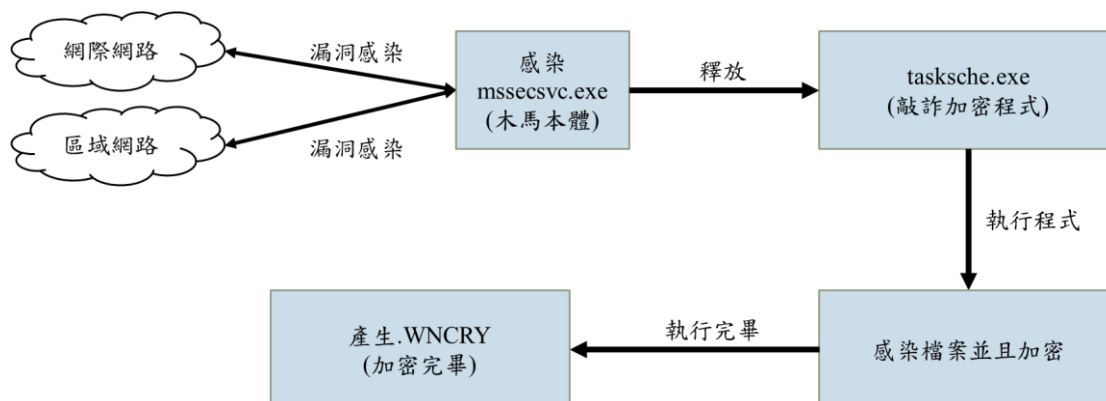 網際網路
漏洞感染
區域網路
漏洞感染
感染
mssecsvc.exe
(木馬本體)
釋放
tasksche.exe
(敲詐加密程式)
執行程式
感染檔案並且加密
執行完畢
產生.WNCRY
(加密完畢)